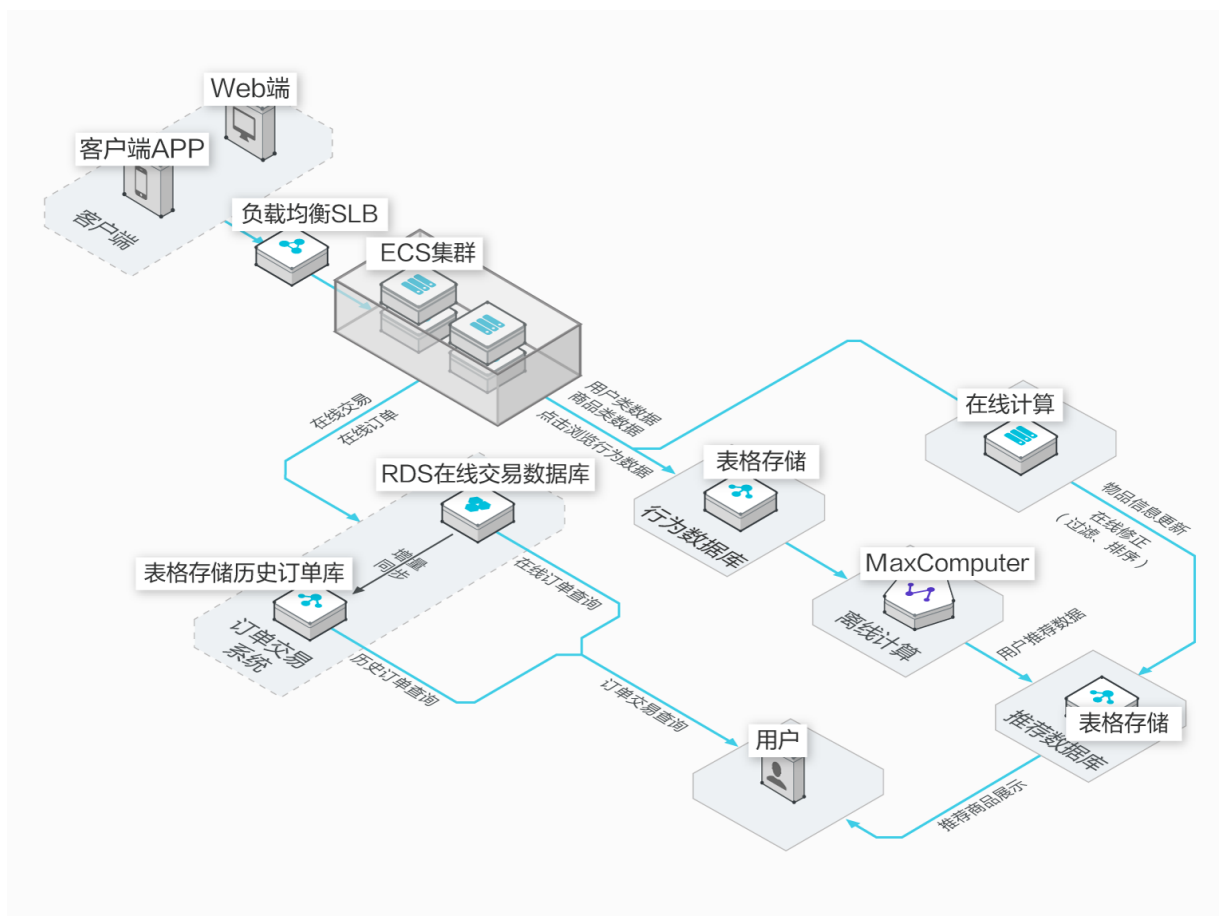 Web端
客户端APP
客户端
负载均衡SLB
ECS集群
在线交易
在线订单
用户类数据
商品类数据
点击浏览行为数据
在线计算
RDS在线交易数据库
表格存储
行为数据库
物品信息更新
在线修正
(过滤、排序)
增量
同步
在线订单查询
表格存储历史订单库
订单交易
系统
MaxComputer
离线计算
用户推荐数据
历史订单查询
订单交易查询
表格存储
推荐数据库
用户
推荐商品展示